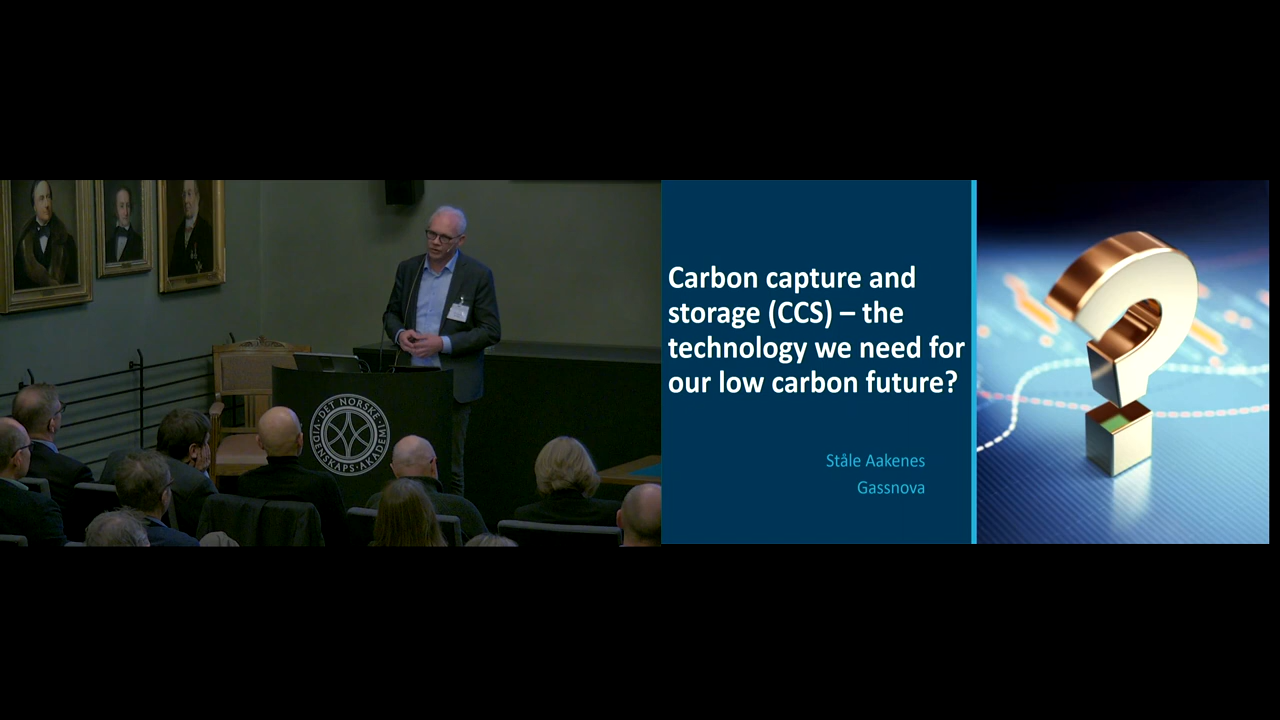 DET NORSKE
VIDENSKAPS-AKADEMI
Carbon capture and
storage (CCS) – the
technology we need for
our low carbon future?
Ståle Aakenes
Gassnova